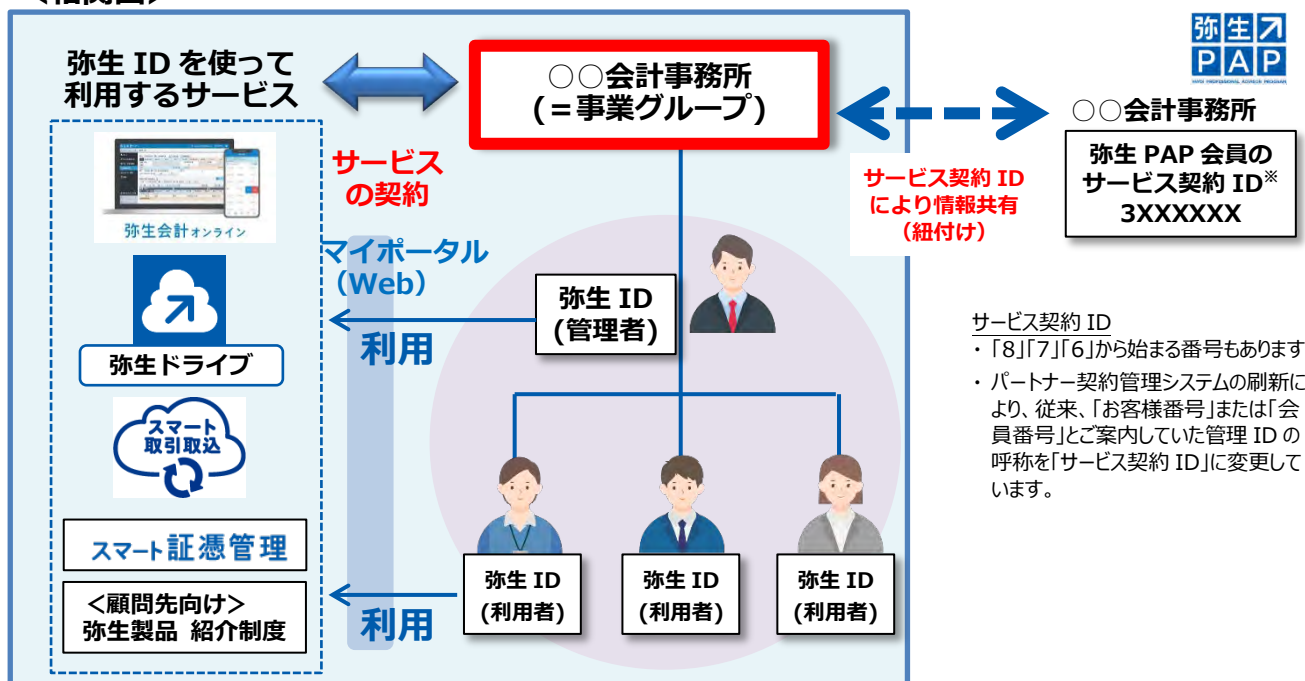 <相関図>
弥生 ID を使って
利用するサービス
○○会計事務所
(=事業グループ)
弥生
PAP
○○会計事務所
弥生 PAP 会員の
サービス契約 ID※
3XXXXXX
サービス
の契約
サービス契約 ID
により情報共有
(紐付け)
弥生会計オンライン
マイポータル
(Web)
弥生 ID
(管理者)
利用
弥生ドライブ
サービス契約 ID
・「8」「7」「6」から始まる番号もあります
・ パートナー契約管理システムの刷新に
より、従来、「お客様番号」または「会
員番号」とご案内していた管理 ID の
呼称を「サービス契約 ID」に変更して
います。
スマート
取引取込
スマート証憑管理
<顧問先向け>
弥生製品 紹介制度
利用
弥生 ID
(利用者)
弥生 ID
(利用者)
弥生 ID
(利用者)